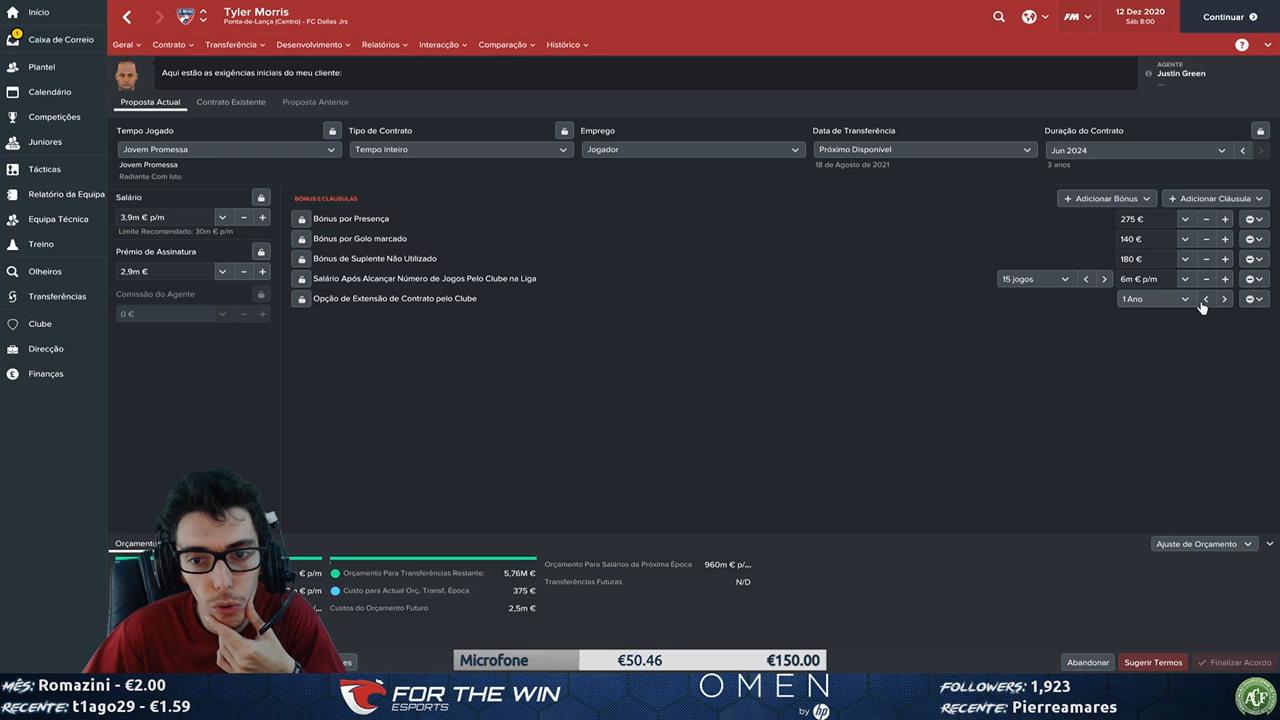 Início
Caixa de Correio
1
Plantel
Calendário
Competições
Juniores
Tácticas
Relatório da Equipa
Equipa Técnica
Treino
Olheiros
Transferências
Clube
Direcção
Finanças
Tyler Morris
Ponta-de-Lança (Centro) - FC Dallas Jrs
FM
12 Dez 2020
Sáb 8:00
Continuar
Geral
Contrato
Transferência
Desenvolvimento
Relatórios
Interacção
Comparação
Histórico
?
Aqui estão as exigências iniciais do meu cliente:
AGENTE
Justin Green
Proposta Actual
Contrato Existente
Proposta Anterior
Tempo Jogado
Jovem Promessa
Jovem Promessa
Radiante Com Isto
Tipo de Contrato
Tempo inteiro
Emprego
Jogador
Data de Transferência
Próximo Disponível
18 de Agosto de 2021
Duração do Contrato
Jun 2024
3 anos
Salário
3,9m € p/m
Limite Recomendado: 30m € p/m
Prémio de Assinatura
2,9m €
Comissão do Agente
0 €
BÓNUS E CLÁUSULAS
+ Adicionar Bónus
+ Adicionar Cláusula
Bónus por Presença
275 €
Bónus por Golo marcado
140 €
Bónus de Suplente Não Utilizado
180 €
Salário Após Alcançar Número de Jogos Pelo Clube na Liga
15 jogos
6m € p/m
Opção de Extensão de Contrato pelo Clube
1 Ano
Ajuste de Orçamento
€ p/m
Orçamento Para Transferências Restante:
5,76M €
Custo para Actual Orç. Transf. Época
375 €
Custos do Orçamento Futuro
2,5m €
Orçamento Para Salários da Próxima Época
960m € p/...
Transferências Futuras
N/D
Abandonar
Sugerir Termos
Finalizar Acordo
Microfone
€50.46
€150.00
MÊS: Romazini - €2.00
RECENTE: t1ago29 - €1.59
FOR THE WIN
ESPORTS
OMEN
by hp
FOLLOWERS: 1,923
RECENTE: Pierreamares